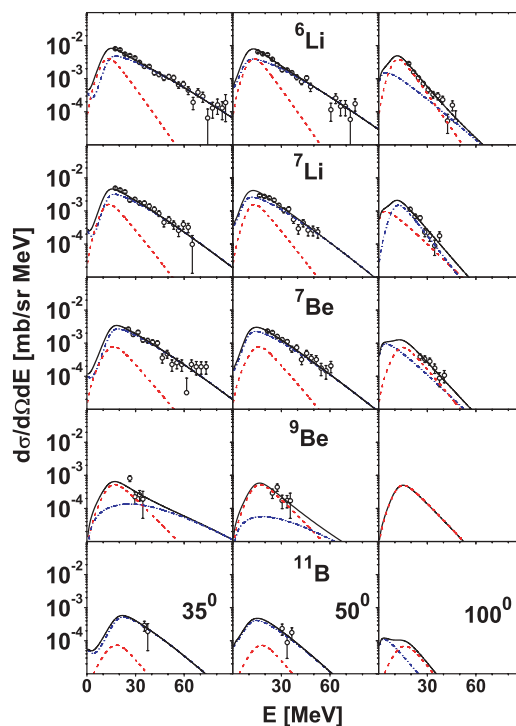 ⁶Li
10⁻²
10⁻³
10⁻⁴
⁷Li
10⁻²
10⁻³
10⁻⁴
dσ/dΩdE [mb/sr MeV]
⁷Be
10⁻²
10⁻³
10⁻⁴
⁹Be
10⁻²
10⁻³
10⁻⁴
¹¹B
10⁻²
10⁻³
10⁻⁴
35⁰ 50⁰ 100⁰
0 30 60 30 60 30 60
E [MeV]